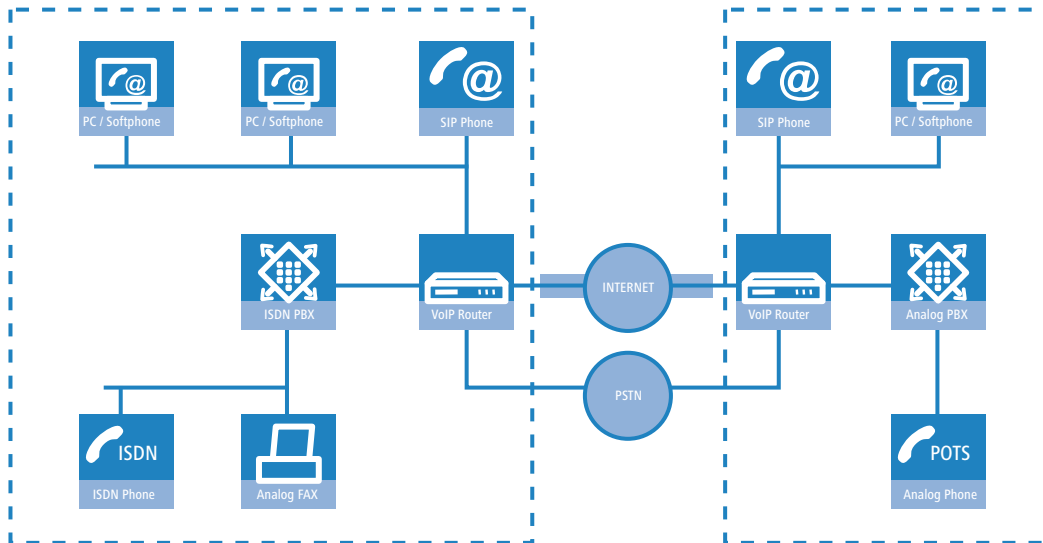 @
@
@
@
@
PC / Softphone
PC / Softphone
SIP Phone
SIP Phone
PC / Softphone
INTERNET
ISDN PBX
VoIP Router
VoIP Router
Analog PBX
PSTN
ISDN
POTS
ISDN Phone
Analog FAX
Analog Phone